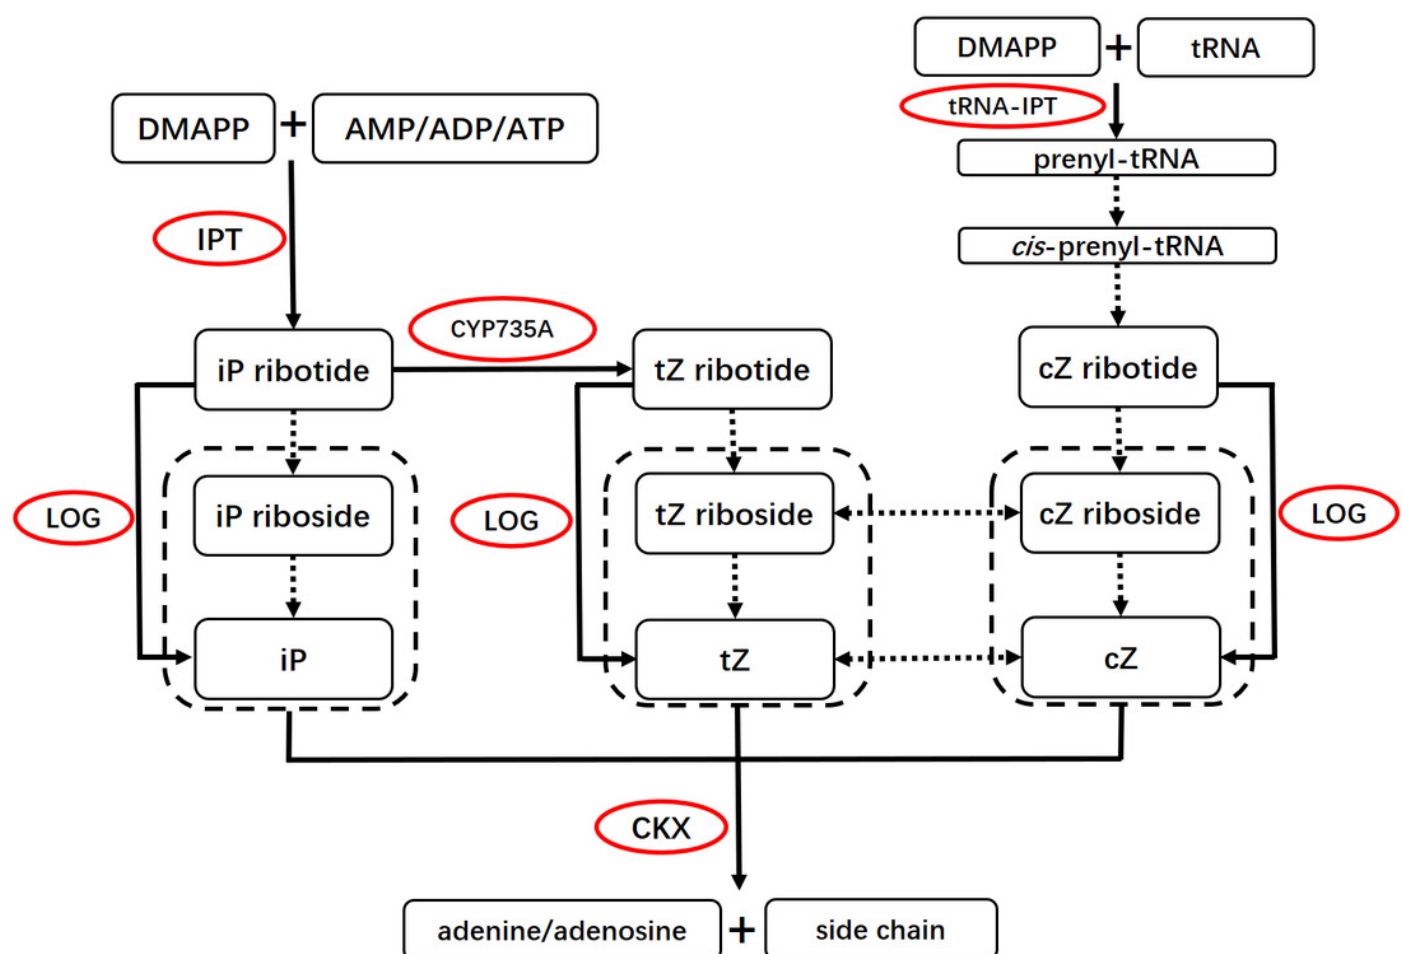 DMAPP + tRNA
tRNA-IPT
DMAPP + AMP/ADP/ATP
prenyl-tRNA
IPT
cis-prenyl-tRNA
CYP735A
iP ribotide
tZ ribotide
cZ ribotide
LOG
iP riboside
LOG
tZ riboside
cZ riboside
LOG
iP
tZ
cZ
CKX
adenine/adenosine + side chain